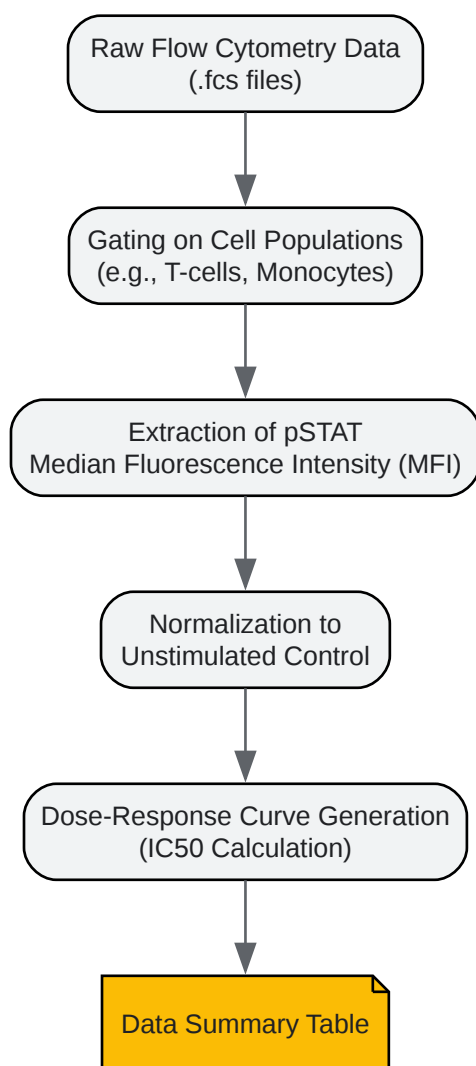 Raw Flow Cytometry Data
(.fcs files)
Gating on Cell Populations
(e.g., T-cells, Monocytes)
Extraction of pSTAT
Median Fluorescence Intensity (MFI)
Normalization to
Unstimulated Control
Dose-Response Curve Generation
(IC50 Calculation)
Data Summary Table